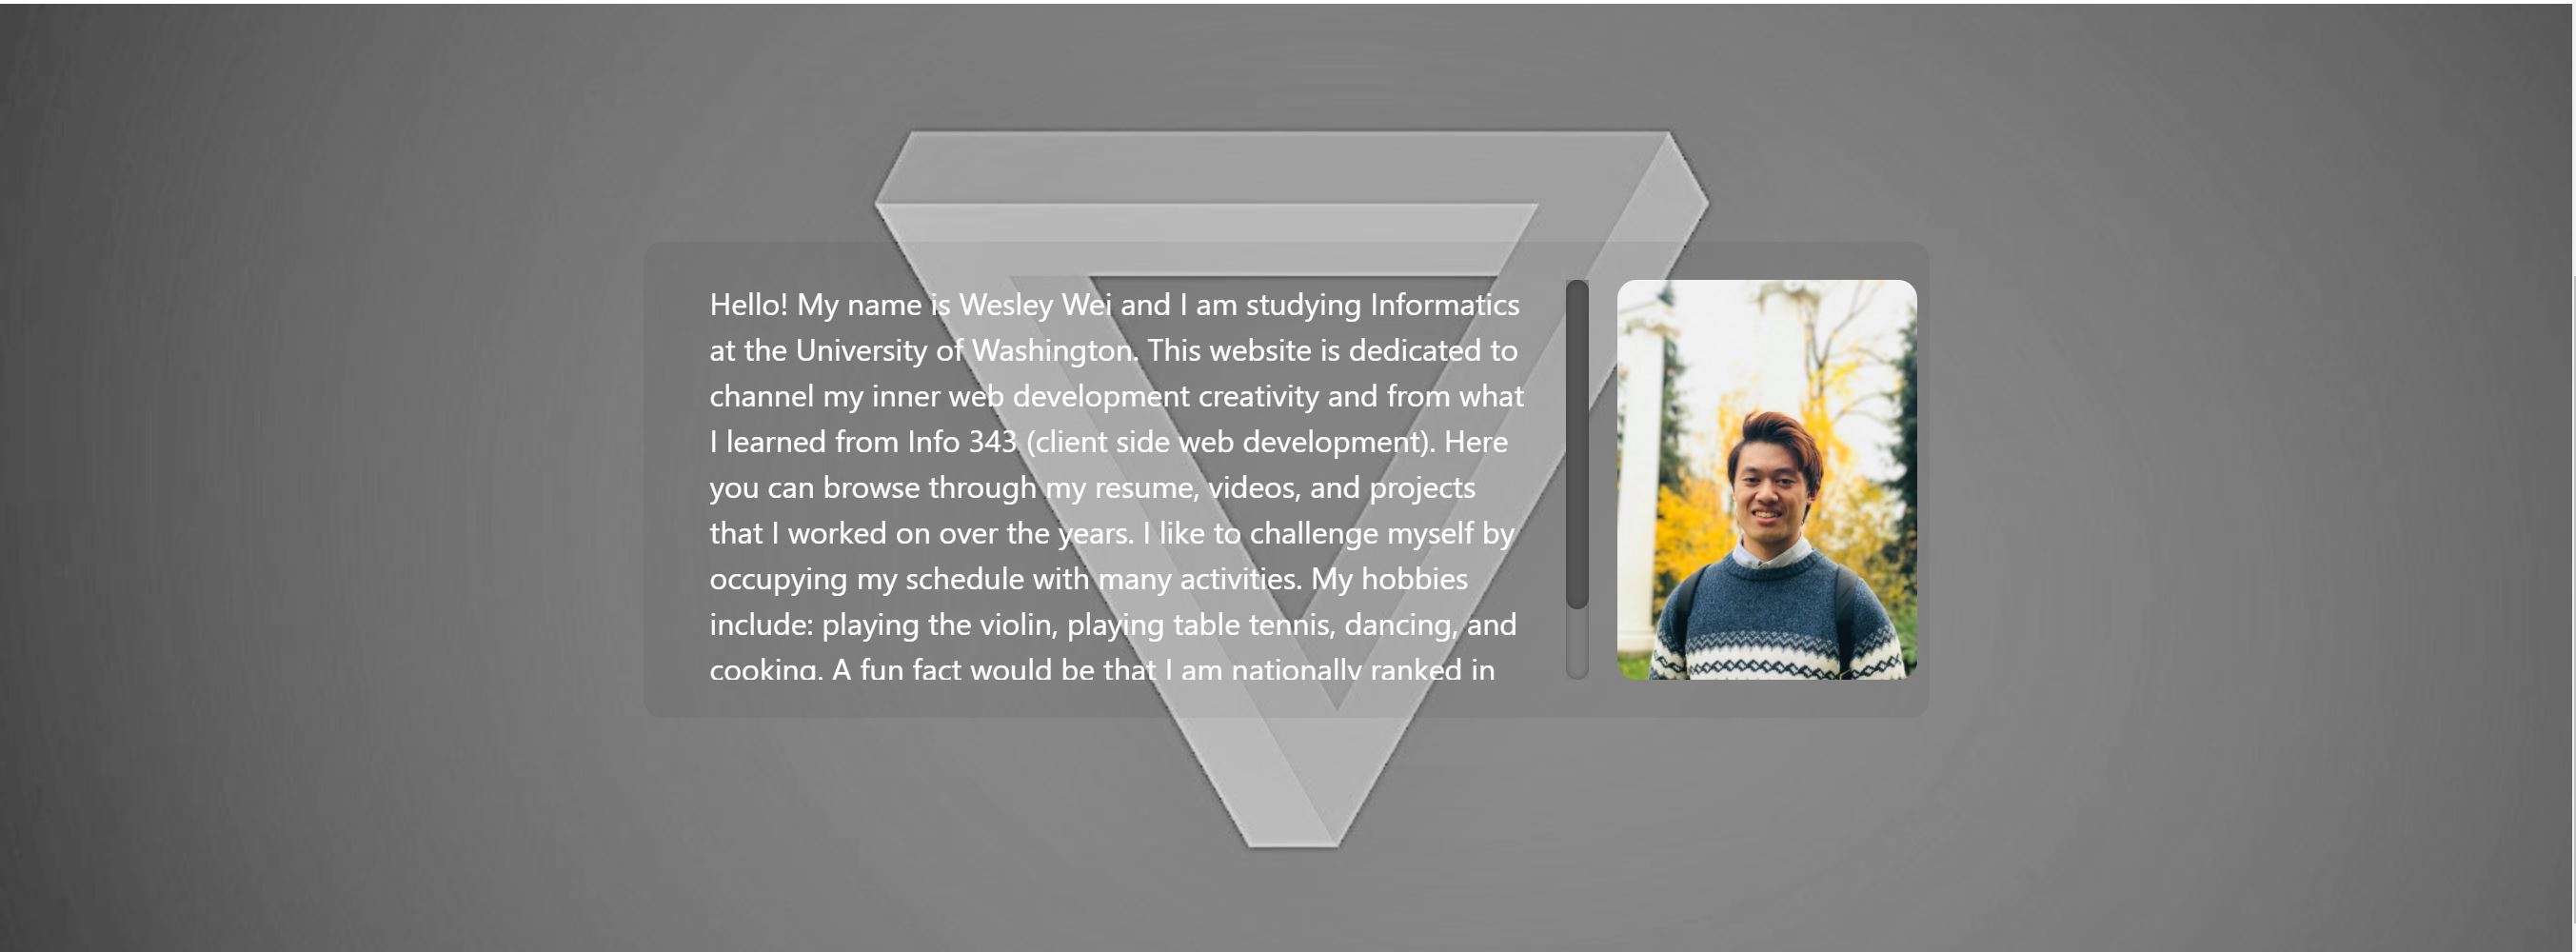 Hello! My name is Wesley Wei and I am studying Informatics
at the University of Washington. This website is dedicated to
channel my inner web development creativity and from what
I learned from Info 343 (client side web development). Here
you can browse through my resume, videos, and projects
that I worked on over the years. I like to challenge myself by
occupying my schedule with many activities. My hobbies
include: playing the violin, playing table tennis, dancing, and
cooking. A fun fact would be that I am nationally ranked in